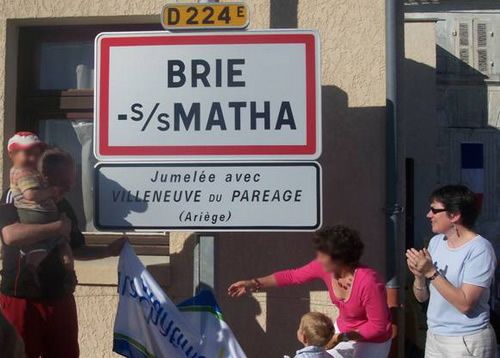 D 224 E
BRIE
-S/SMATHA
Jumelée avec
VILLENEUVE DU PAREAGE
(Ariège)